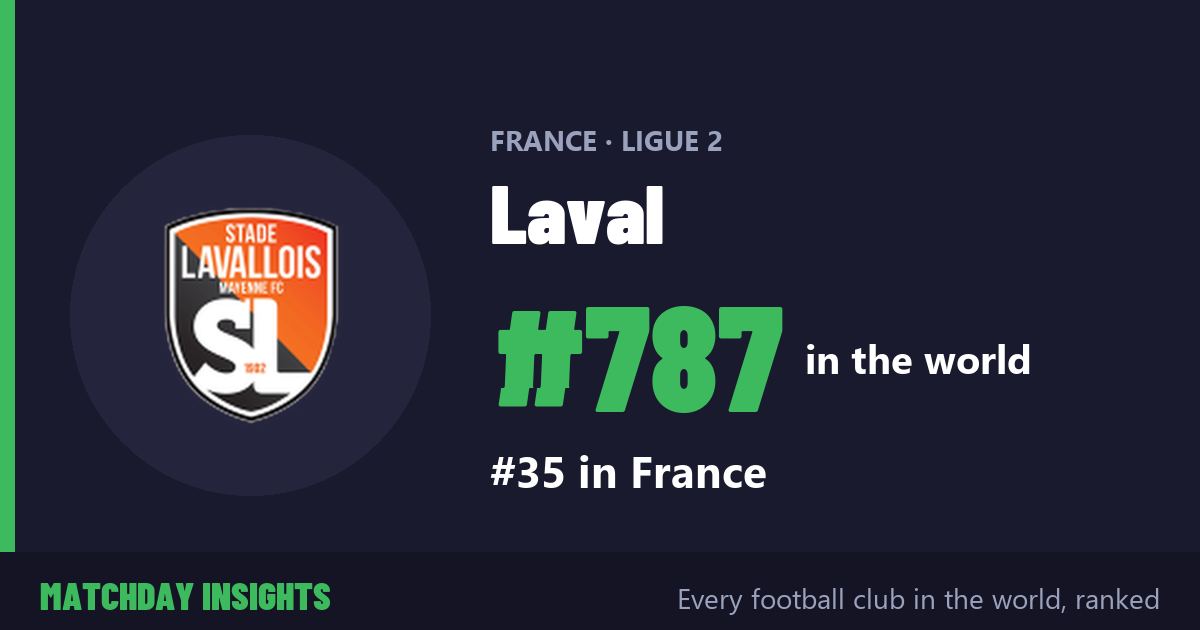 FRANCE · LIGUE 2
Laval
STADE
LAVALLOIS
MAYENNE FC
SL
1902
#787 in the world
#35 in France
MATCHDAY INSIGHTS
Every football club in the world, ranked